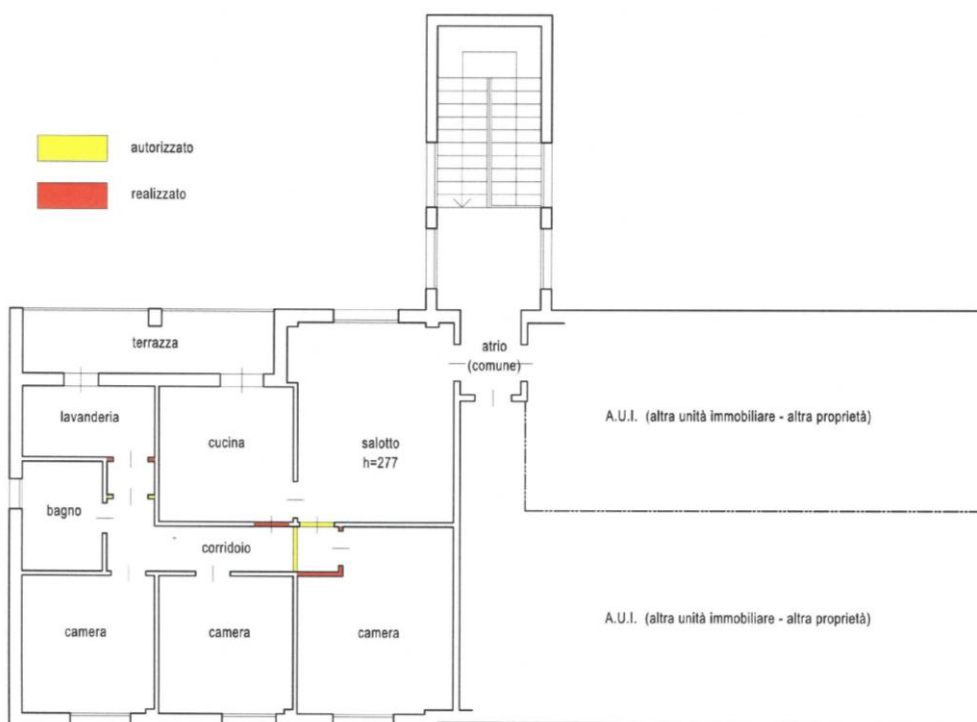 autorizzato
realizzato
terrazza
atrio
(comune)
lavanderia
cucina
salotto
h=277
A.U.I. (altra unità immobiliare - altra proprietà)
bagno
corridoio
camera
camera
camera
A.U.I. (altra unità immobiliare - altra proprietà)